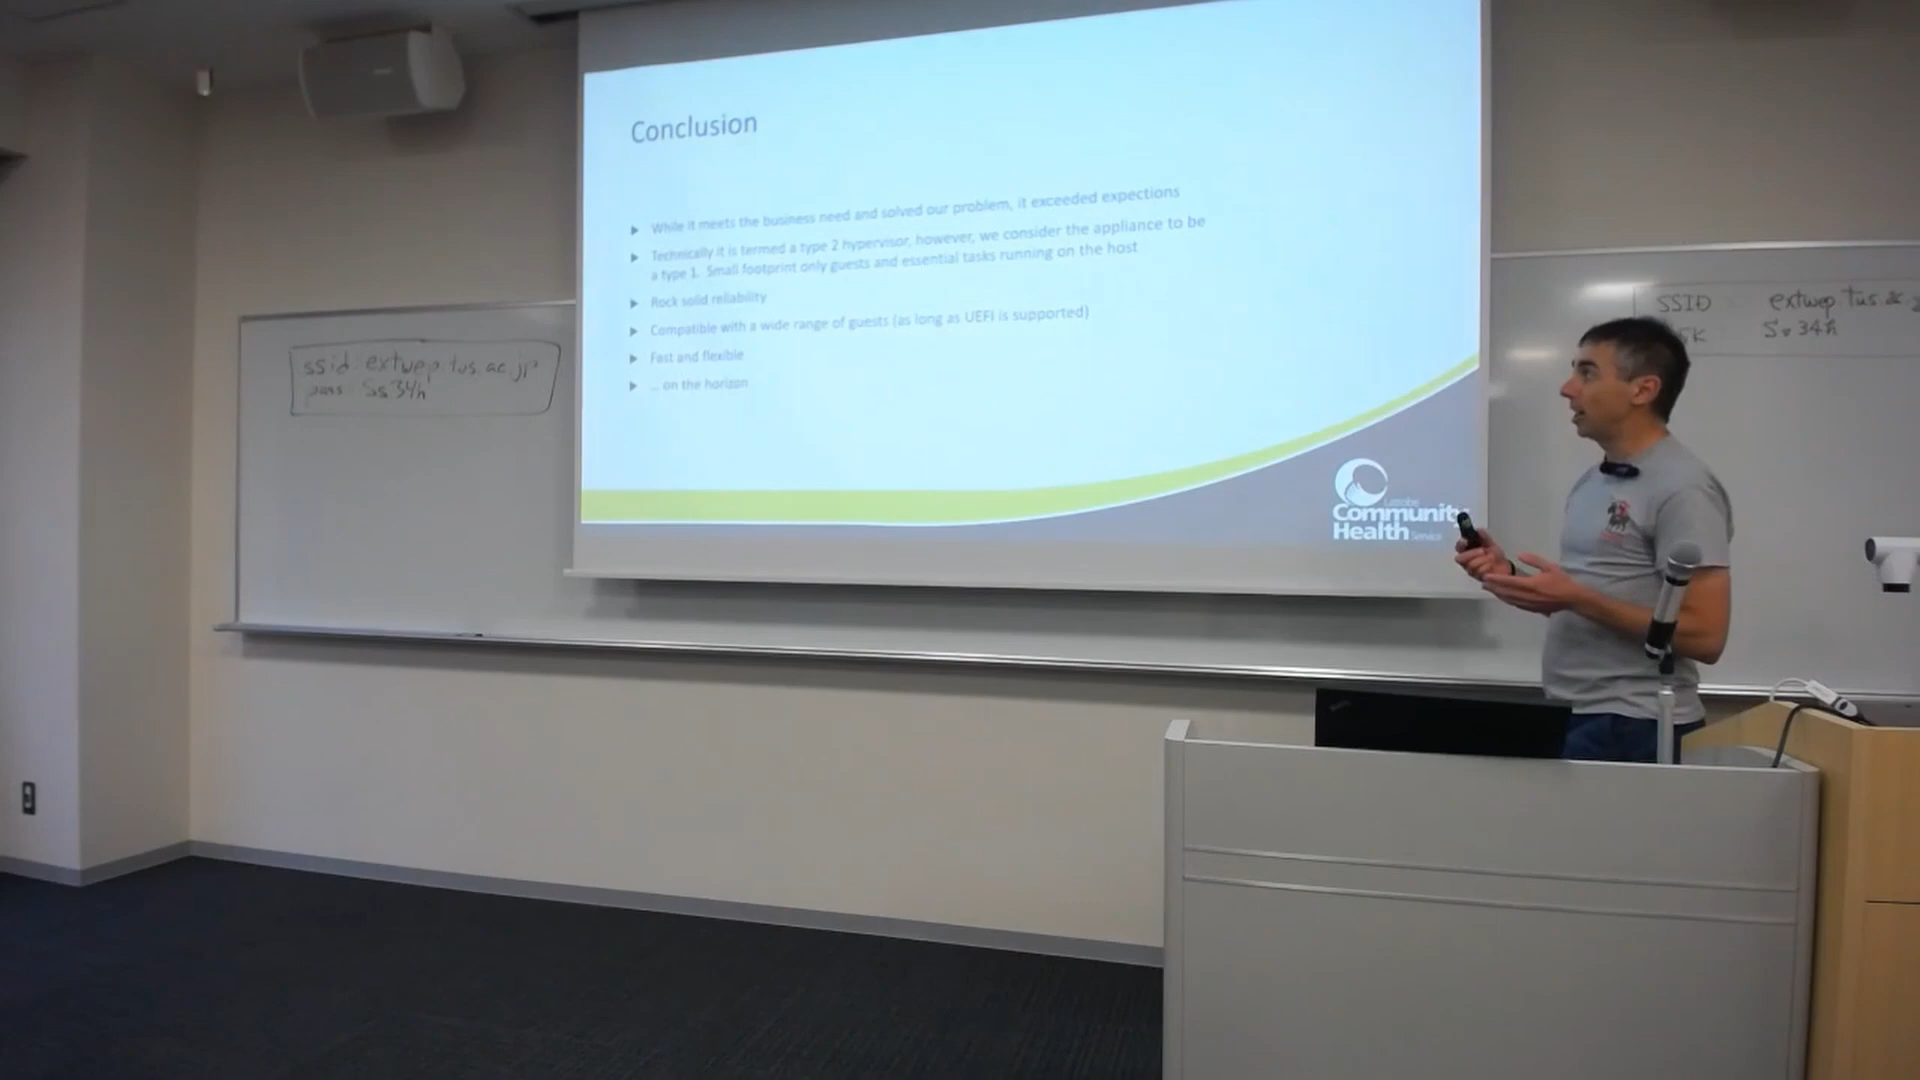 Conclusion
While it meets the business need and solved our problem, it exceeded expections
Technically it is termed a type 2 hypervisor, however, we consider the appliance to be
a type 1. Small footprint only guests and essential tasks running on the host
Rock solid reliability
Compatible with a wide range of guests (as long as UEFI is supported)
Fast and flexible
... on the horizon
Latrobe
Community
Health Service
ssid: extwep.tus.ac.jp
pass: Ss34h
SSID extwep.tus.ac